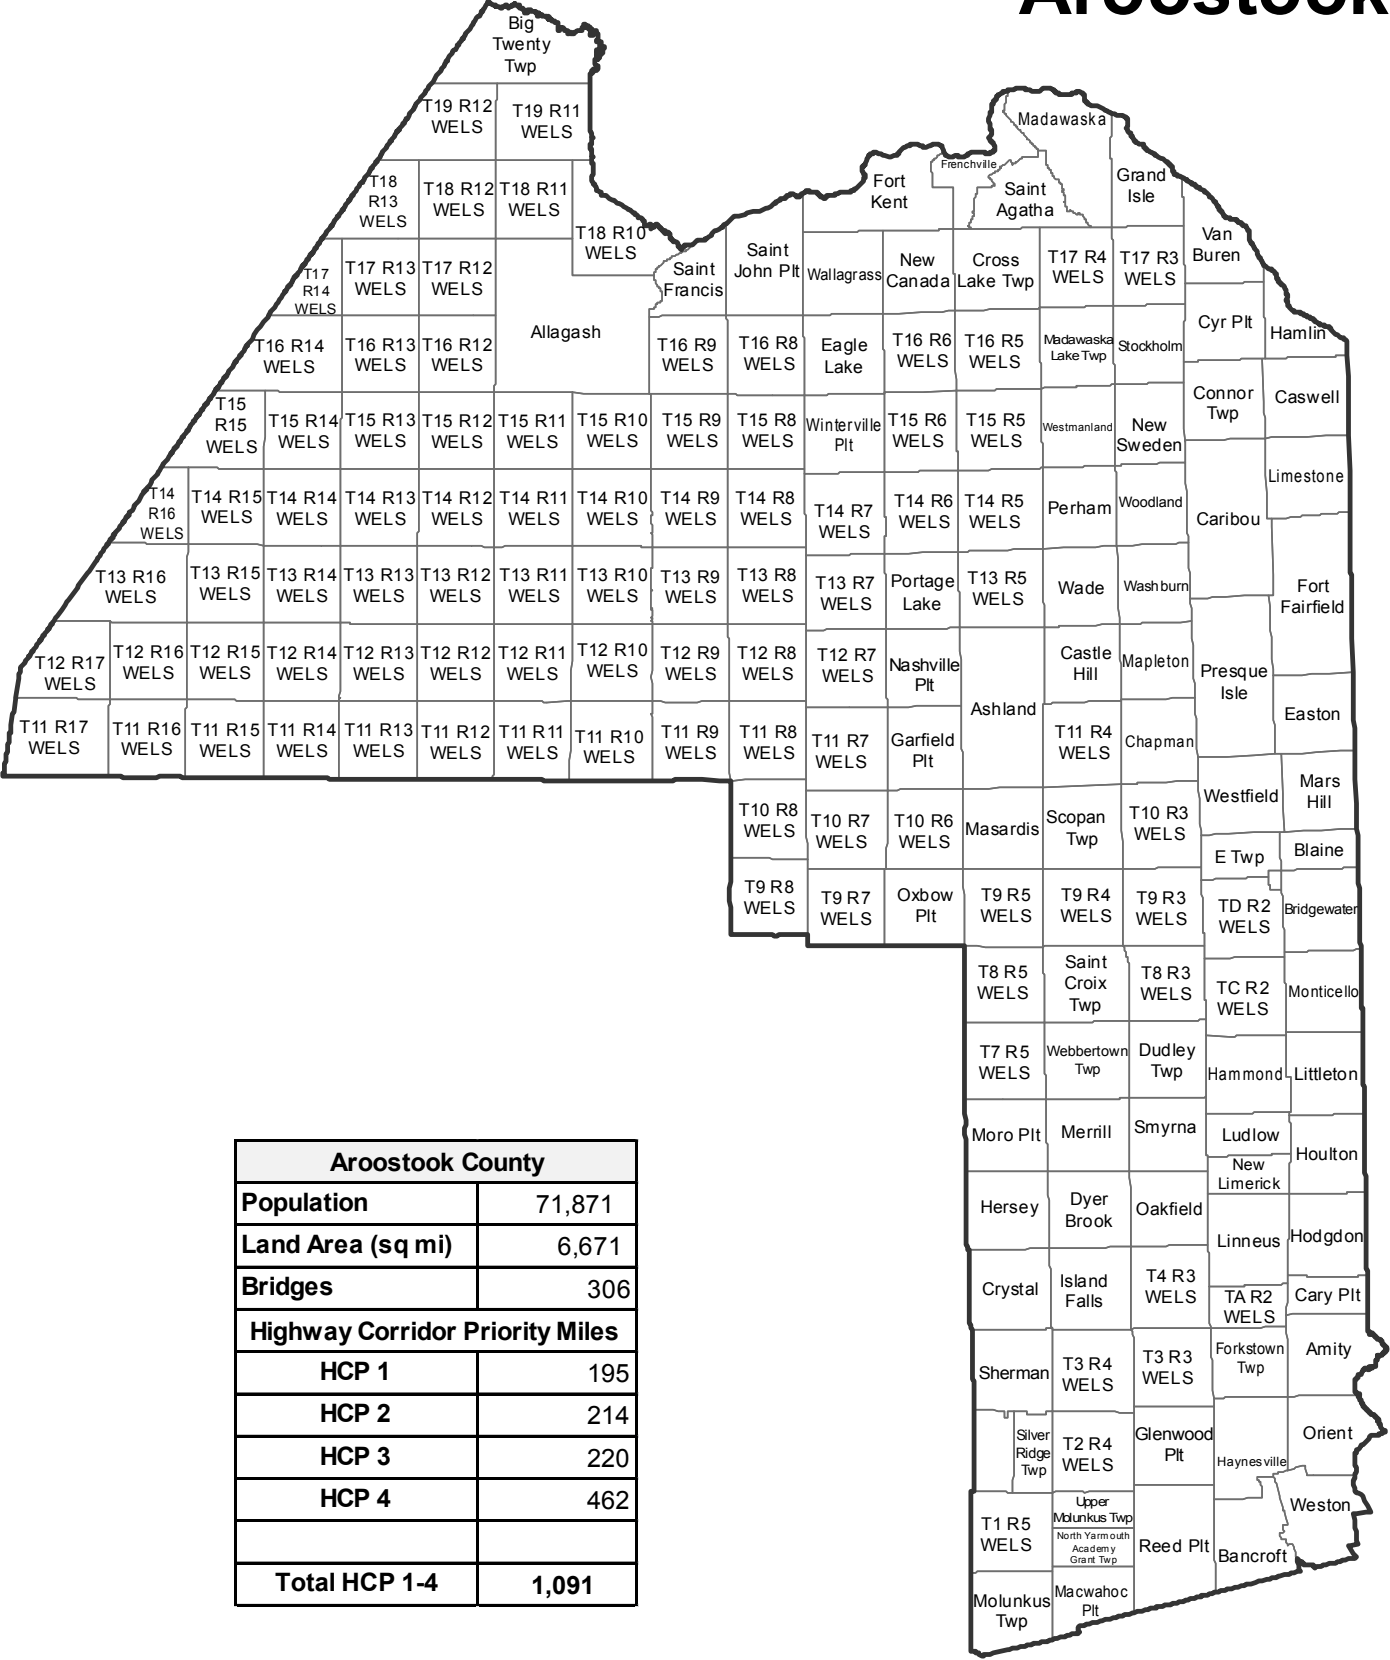 Aroostook
Big
Twenty
Twp
T19 R12
WELS
T19 R11
WELS
Madawaska
Frenchville
T18
R13
WELS
T18 R12
WELS
T18 R11
WELS
T18 R10
WELS
Fort
Kent
Saint
Agatha
Grand
Isle
Van
Buren
T17
R14
WELS
T17 R13
WELS
T17 R12
WELS
Allagash
Saint
Francis
Saint
John Plt
Wallagrass
New
Canada
Cross
Lake Twp
T17 R4
WELS
T17 R3
WELS
Cyr Plt
Hamlin
T16 R14
WELS
T16 R13
WELS
T16 R12
WELS
T16 R9
WELS
T16 R8
WELS
Eagle
Lake
T16 R6
WELS
T16 R5
WELS
Madawaska
Lake Twp
Stockholm
Connor
Twp
Caswell
T15
R15
WELS
T15 R14
WELS
T15 R13
WELS
T15 R12
WELS
T15 R11
WELS
T15 R10
WELS
T15 R9
WELS
T15 R8
WELS
Winterville
Plt
T15 R6
WELS
T15 R5
WELS
Westmanland
New
Sweden
Limestone
T14
R16
WELS
T14 R15
WELS
T14 R14
WELS
T14 R13
WELS
T14 R12
WELS
T14 R11
WELS
T14 R10
WELS
T14 R9
WELS
T14 R8
WELS
T14 R7
WELS
T14 R6
WELS
T14 R5
WELS
Perham
Woodland
Caribou
T13 R16
WELS
T13 R15
WELS
T13 R14
WELS
T13 R13
WELS
T13 R12
WELS
T13 R11
WELS
T13 R10
WELS
T13 R9
WELS
T13 R8
WELS
T13 R7
WELS
Portage
Lake
T13 R5
WELS
Wade
Washburn
Fort
Fairfield
T12 R17
WELS
T12 R16
WELS
T12 R15
WELS
T12 R14
WELS
T12 R13
WELS
T12 R12
WELS
T12 R11
WELS
T12 R10
WELS
T12 R9
WELS
T12 R8
WELS
T12 R7
WELS
Nashville
Plt
Ashland
Castle
Hill
Mapleton
Presque
Isle
Easton
T11 R17
WELS
T11 R16
WELS
T11 R15
WELS
T11 R14
WELS
T11 R13
WELS
T11 R12
WELS
T11 R11
WELS
T11 R10
WELS
T11 R9
WELS
T11 R8
WELS
T11 R7
WELS
Garfield
Plt
T11 R4
WELS
Chapman
Westfield
Mars
Hill
T10 R8
WELS
T10 R7
WELS
T10 R6
WELS
Masardis
Scopan
Twp
T10 R3
WELS
E Twp
Blaine
T9 R8
WELS
T9 R7
WELS
Oxbow
Plt
T9 R5
WELS
T9 R4
WELS
T9 R3
WELS
TD R2
WELS
Bridgewater
T8 R5
WELS
Saint
Croix
Twp
T8 R3
WELS
TC R2
WELS
Monticello
T7 R5
WELS
Webbertown
Twp
Dudley
Twp
Hammond
Littleton
Moro Plt
Merrill
Smyrna
Ludlow
New
Limerick
Houlton
Hersey
Dyer
Brook
Oakfield
Linneus
Hodgdon
Crystal
Island
Falls
T4 R3
WELS
TA R2
WELS
Cary Plt
Sherman
T3 R4
WELS
T3 R3
WELS
Forkstown
Twp
Amity
Silver
Ridge
Twp
T2 R4
WELS
Glenwood
Plt
Haynesville
Orient
T1 R5
WELS
Upper
Molunkus Twp
North Yarmouth
Academy
Grant Twp
Reed Plt
Bancroft
Weston
Molunkus
Twp
Macwahoc
Plt
Aroostook County
Population 71,871
Land Area (sq mi) 6,671
Bridges 306
Highway Corridor Priority Miles
HCP 1 195
HCP 2 214
HCP 3 220
HCP 4 462
Total HCP 1-4 1,091